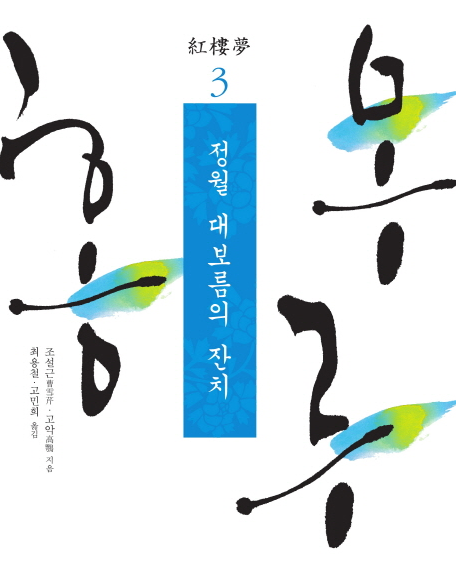 紅樓夢
3
홍루몽
정월 대보름의 잔치
조설근曹雪芹·고악高鶚 지음
최용철·고민희 옮김